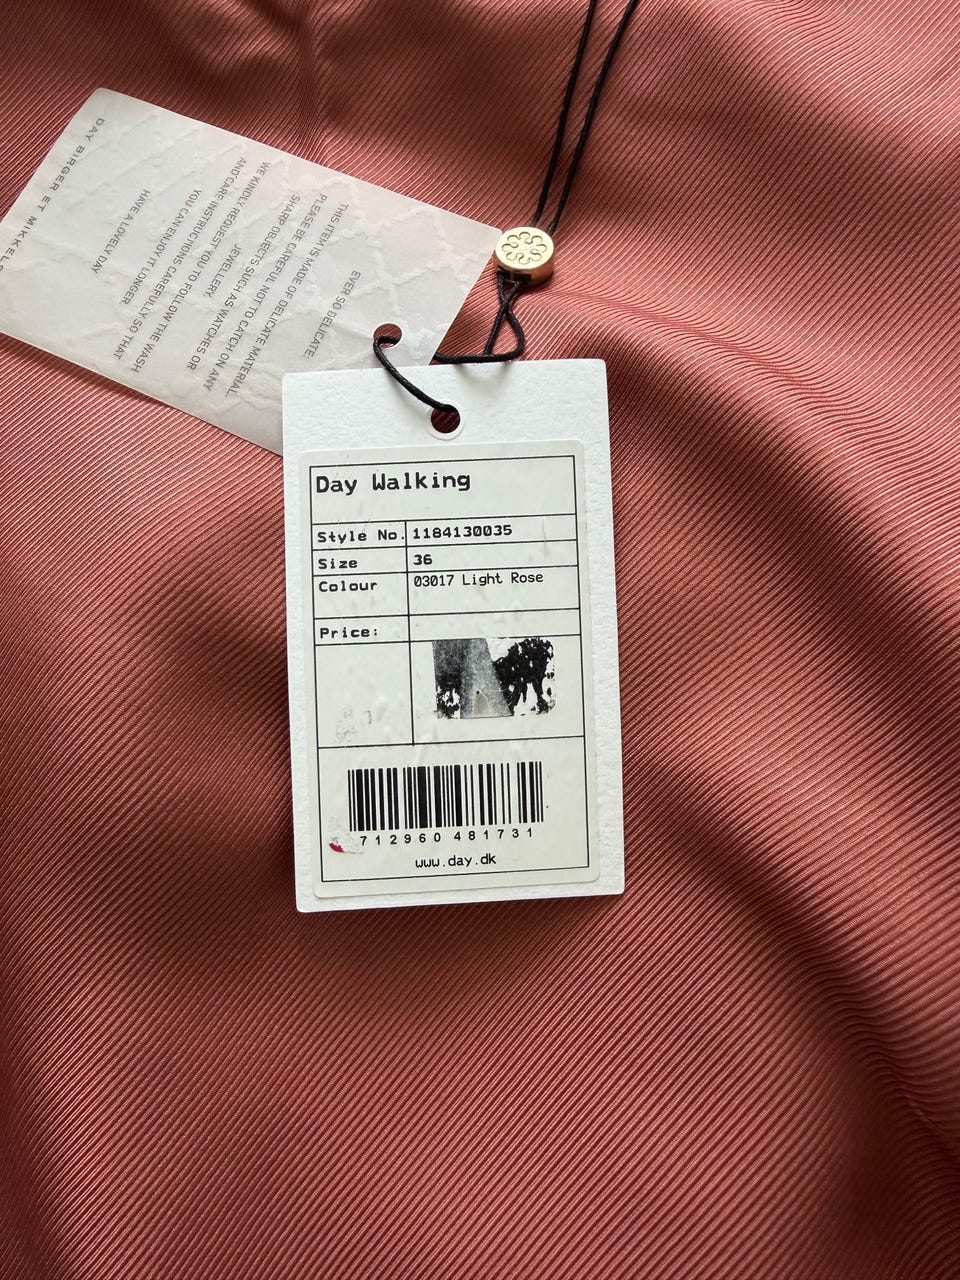 DAY BIRGER ET MIKKELS
EVER SO DELICATE.
THIS ITEM IS MADE OF DELICATE MATERIAL.
PLEASE BE CAREFUL NOT TO CATCH ON ANY
SHARP OBJECTS SUCH AS WATCHES OR
JEWELLERY.
WE KINDLY REQUEST YOU TO FOLLOW THE WASH
AND CARE INSTRUCTIONS CAREFULLY SO THAT
YOU CAN ENJOY IT LONGER
HAVE A LOVELY DAY
Day Walking
Style No. 1184130035
Size 36
Colour 03017 Light Rose
Price:
712960 481731
www.day.dk